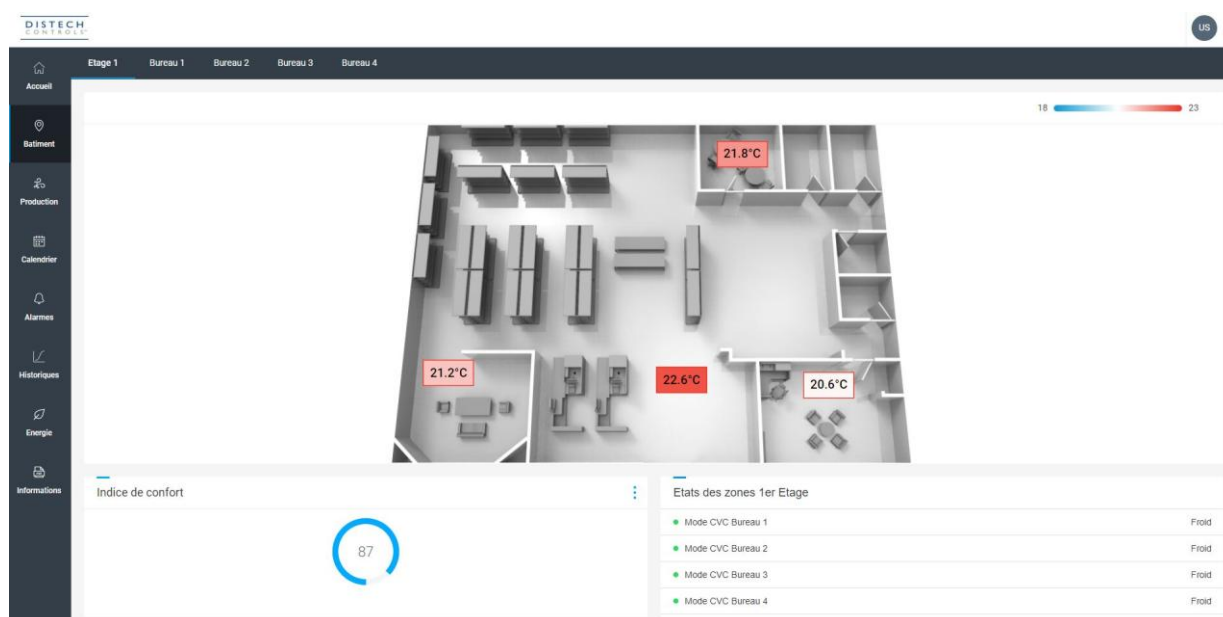 DISTECH
CONTROLS
US
Etage 1
Bureau 1
Bureau 2
Bureau 3
Bureau 4
Accueil
Batiment
Production
Calendrier
Alarmes
Historiques
Energie
Informations
18
23
21.8°C
21.2°C
22.6°C
20.6°C
Indice de confort
87
Etats des zones 1er Etage
Mode CVC Bureau 1 Froid
Mode CVC Bureau 2 Froid
Mode CVC Bureau 3 Froid
Mode CVC Bureau 4 Froid